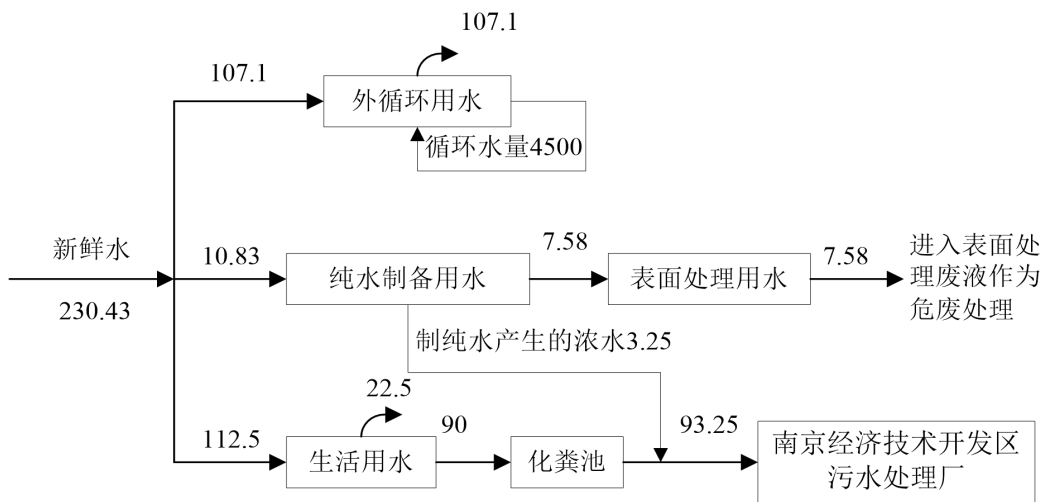 107.1
107.1
外循环用水
循环水量4500
新鲜水
230.43
10.83
纯水制备用水
7.58
表面处理用水
7.58
进入表面处
理废液作为
危废处理
制纯水产生的浓水3.25
22.5
112.5
生活用水
90
化粪池
93.25
南京经济技术开发区
污水处理厂